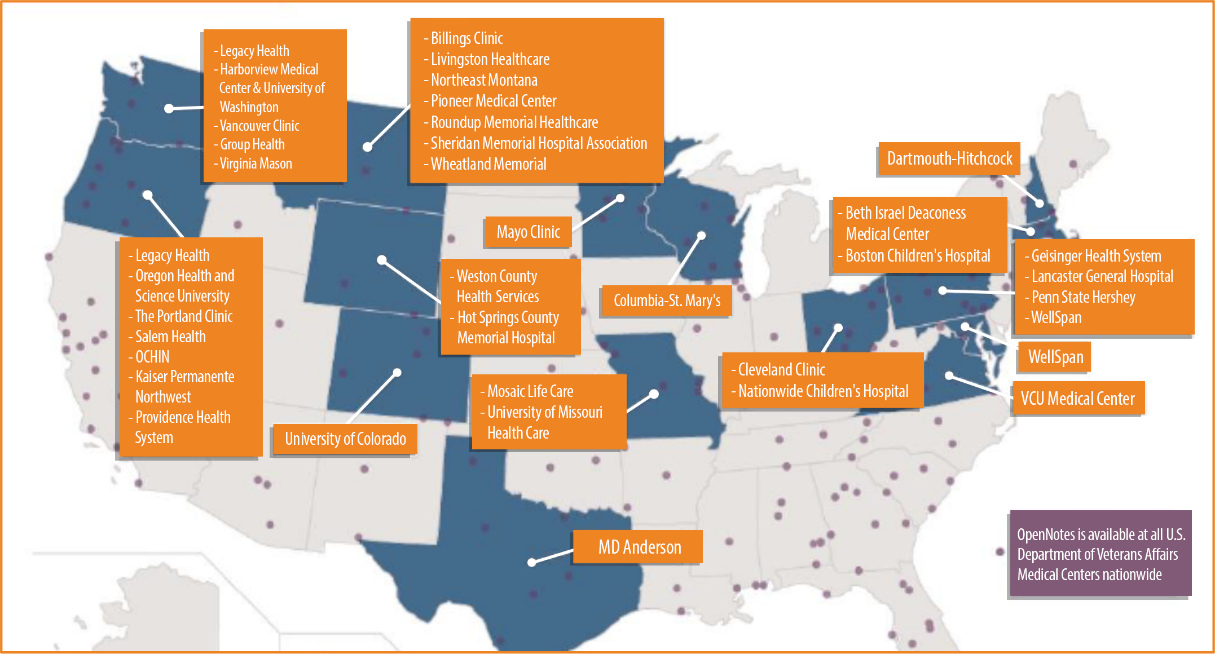 - Legacy Health
- Harborview Medical
Center & University of
Washington
- Vancouver Clinic
- Group Health
- Virginia Mason
- Billings Clinic
- Livingston Healthcare
- Northeast Montana
- Pioneer Medical Center
- Roundup Memorial Healthcare
- Sheridan Memorial Hospital Association
- Wheatland Memorial
Dartmouth-Hitchcock
Mayo Clinic
- Beth Israel Deaconess
Medical Center
- Boston Children's Hospital
- Legacy Health
- Oregon Health and
Science University
- The Portland Clinic
- Salem Health
- OCHIN
- Kaiser Permanente
Northwest
- Providence Health
System
- Weston County
Health Services
- Hot Springs County
Memorial Hospital
Columbia-St. Mary's
- Geisinger Health System
- Lancaster General Hospital
- Penn State Hershey
- WellSpan
WellSpan
- Cleveland Clinic
- Nationwide Children's Hospital
VCU Medical Center
- Mosaic Life Care
- University of Missouri
Health Care
University of Colorado
MD Anderson
OpenNotes is available at all U.S.
Department of Veterans Affairs
Medical Centers nationwide